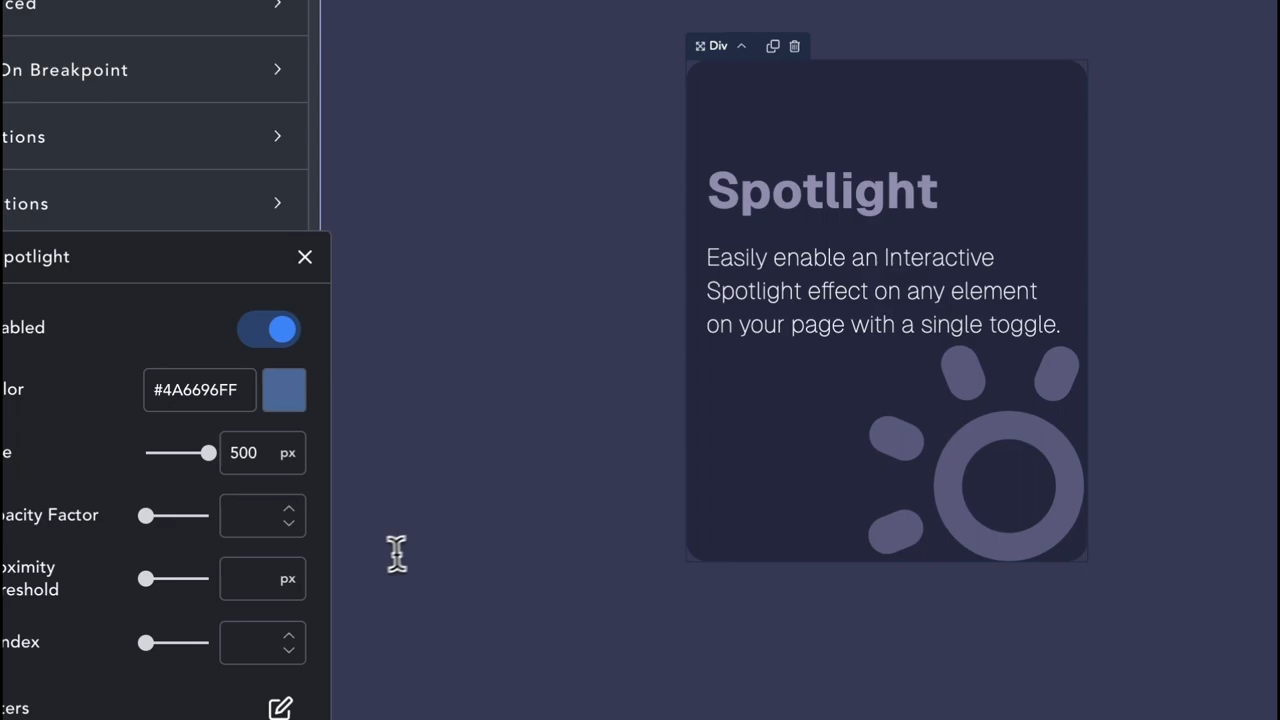 ced
On Breakpoint
tions
tions
potlight
abled
lor
#4A6696FF
e
500 px
pacity Factor
oximity
reshold
px
ndex
ters
Div
Spotlight
Easily enable an Interactive
Spotlight effect on any element
on your page with a single toggle.